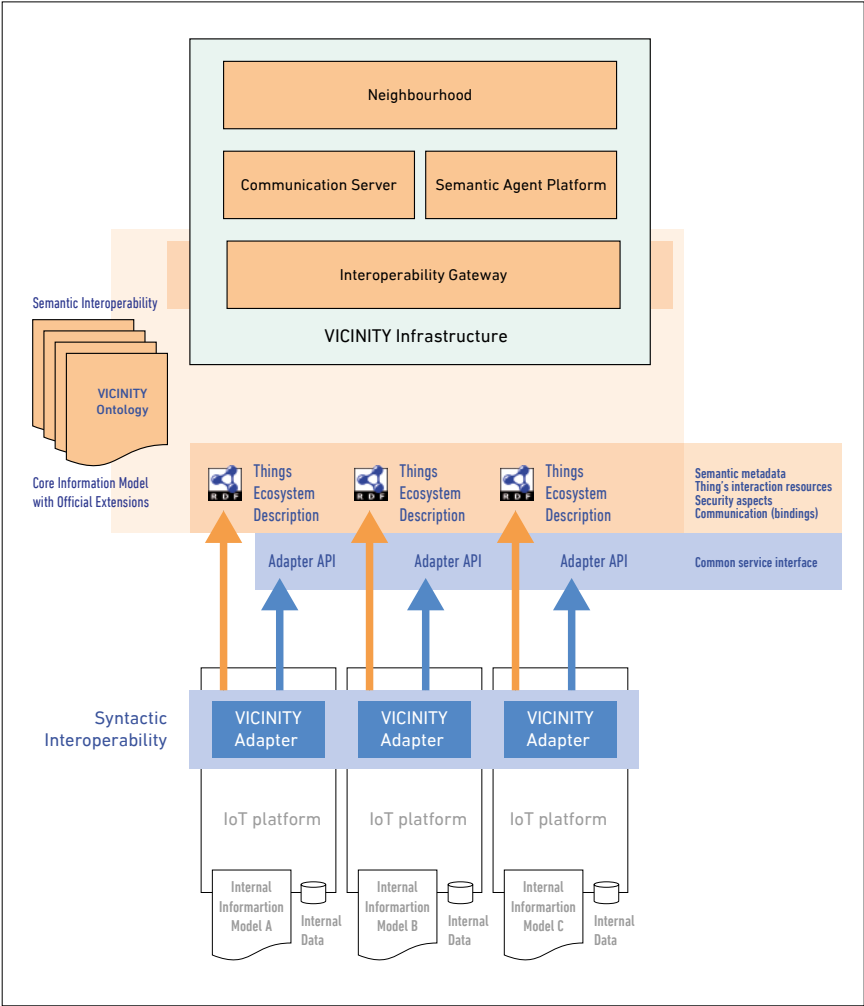 Neighbourhood
Communication Server
Semantic Agent Platform
Interoperability Gateway
VICINITY Infrastructure
Semantic Interoperability
VICINITY
Ontology
Core Information Model
with Official Extensions
RDF
Things
Ecosystem
Description
RDF
Things
Ecosystem
Description
RDF
Things
Ecosystem
Description
Semantic metadata
Thing's interaction resources
Security aspects
Communication (bindings)
Adapter API
Adapter API
Adapter API
Common service interface
Syntactic
Interoperability
VICINITY
Adapter
VICINITY
Adapter
VICINITY
Adapter
IoT platform
IoT platform
IoT platform
Internal
Informartion
Model A
Internal
Data
Internal
Informartion
Model B
Internal
Data
Internal
Informartion
Model C
Internal
Data